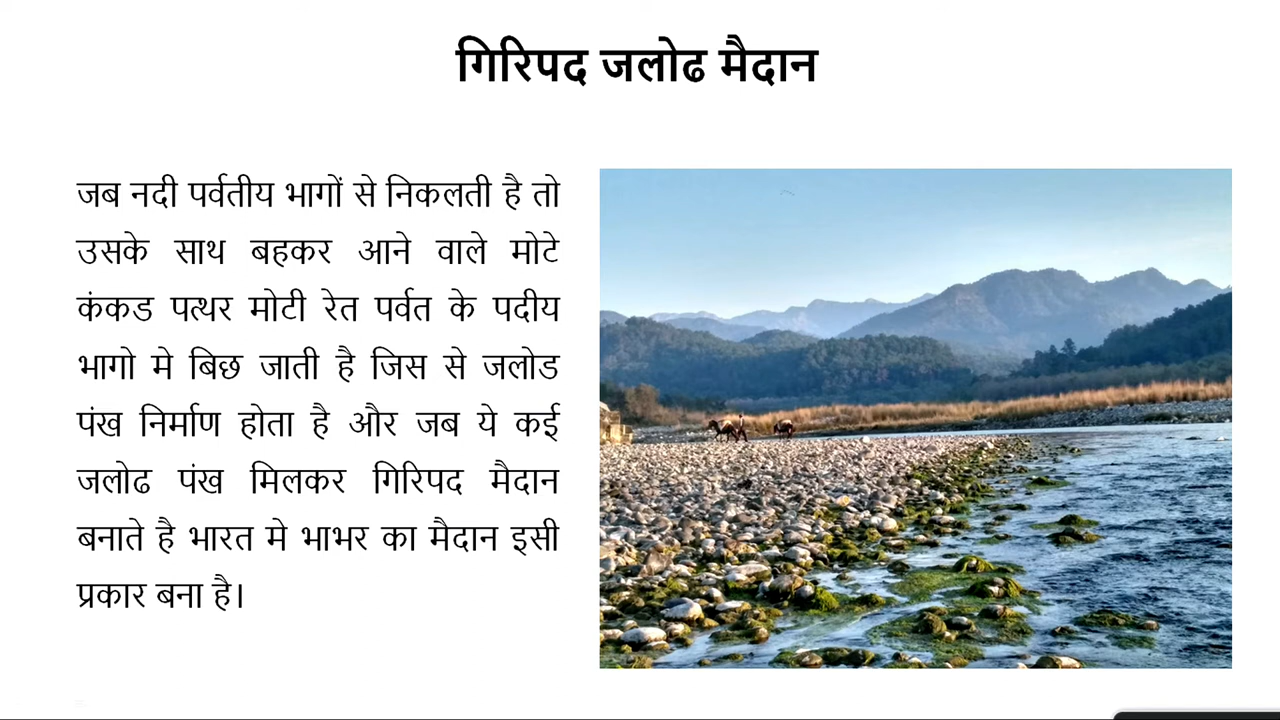 गिरिपद जलोढ मैदान
जब नदी पर्वतीय भागों से निकलती है तो
उसके साथ बहकर आने वाले मोटे
कंकड पत्थर मोटी रेत पर्वत के पदीय
भागो मे बिछ जाती है जिस से जलोड
पंख निर्माण होता है और जब ये कई
जलोढ पंख मिलकर गिरिपद मैदान
बनाते है भारत मे भाभर का मैदान इसी
प्रकार बना है।